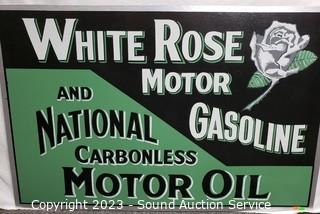 WHITE ROSE
MOTOR
GASOLINE
AND
NATIONAL
CARBONLESS
MOTOR OIL
Copyright 2023 - Sound Auction Service